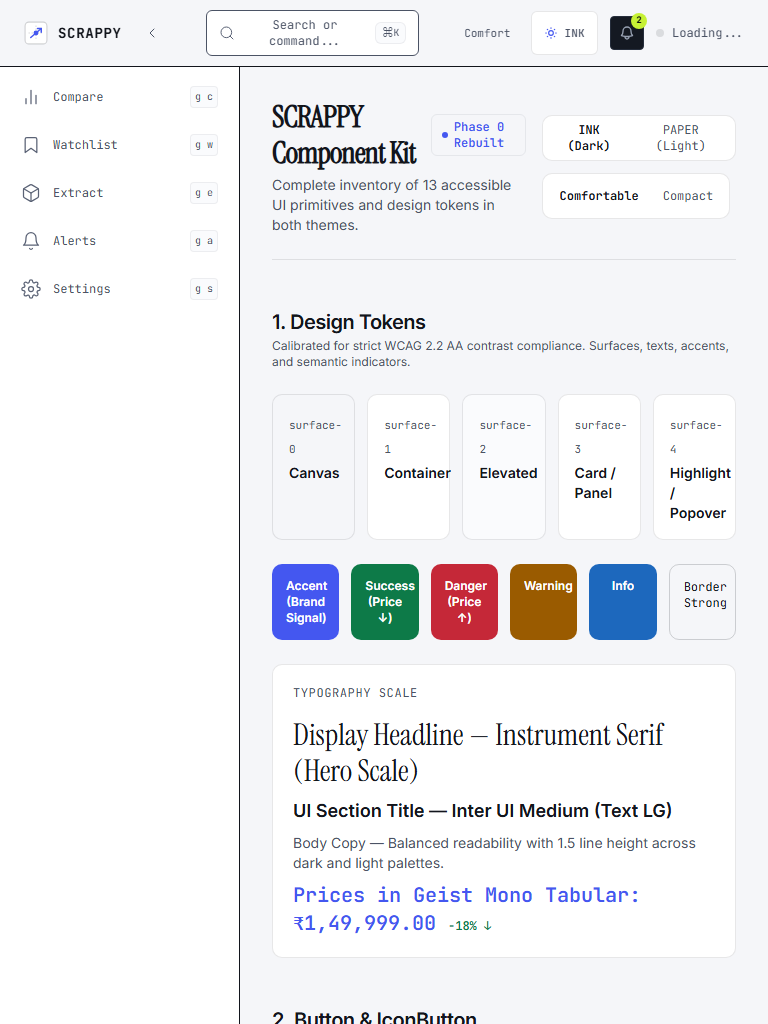 SCRAPPY
Search or
command...
⌘K
Comfort
INK
2
Loading...
Compare
g c
Watchlist
g w
Extract
g e
Alerts
g a
Settings
g s
SCRAPPY
Component Kit
Phase 0
Rebuilt
INK
(Dark)
PAPER
(Light)
Complete inventory of 13 accessible
UI primitives and design tokens in
both themes.
Comfortable
Compact
1. Design Tokens
Calibrated for strict WCAG 2.2 AA contrast compliance. Surfaces, texts, accents,
and semantic indicators.
surface-
0
Canvas
surface-
1
Container
surface-
2
Elevated
surface-
3
Card /
Panel
surface-
4
Highlight
/
Popover
Accent
(Brand
Signal)
Success
(Price
↓)
Danger
(Price
↑)
Warning
Info
Border
Strong
TYPOGRAPHY SCALE
Display Headline — Instrument Serif
(Hero Scale)
UI Section Title — Inter UI Medium (Text LG)
Body Copy — Balanced readability with 1.5 line height across
dark and light palettes.
Prices in Geist Mono Tabular:
₹1,49,999.00 -18% ↓
2. Button & IconButton